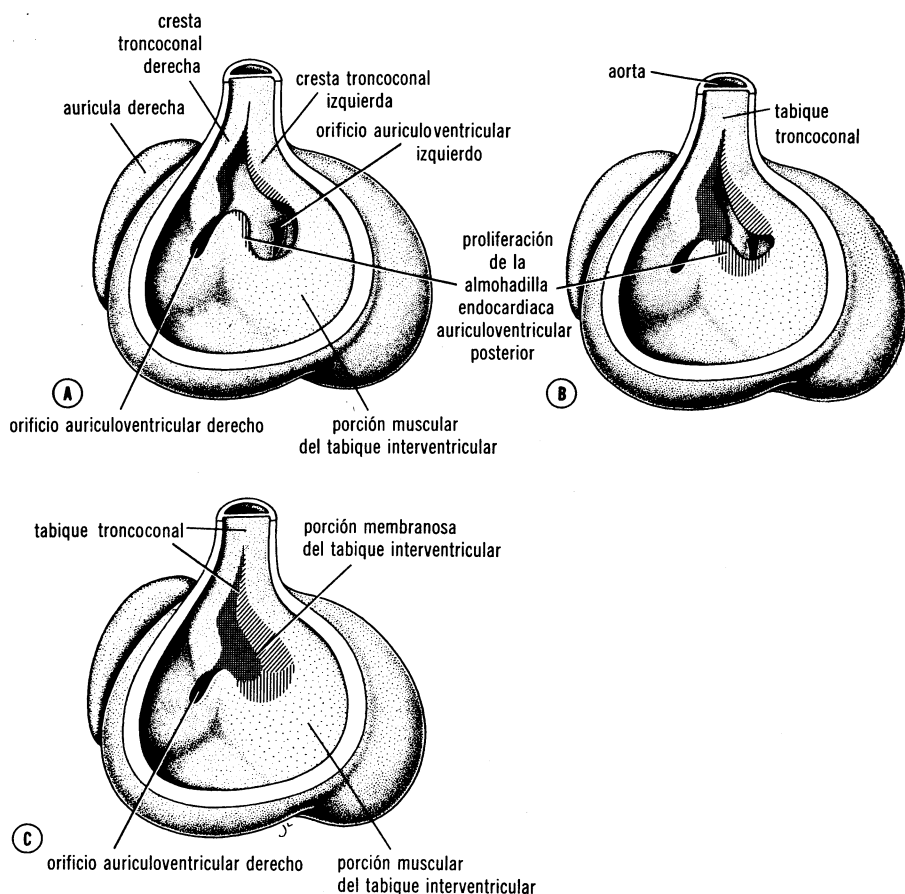 cresta
troncoconal
derecha
cresta troncoconal
izquierda
aurícula derecha
orificio auriculoventricular
izquierdo
aorta
tabique
troncoconal
proliferación
de la
almohadilla
endocardiaca
auriculoventricular
posterior
A
B
orificio auriculoventricular derecho
porción muscular
del tabique interventricular
tabique troncoconal
porción membranosa
del tabique interventricular
C
orificio auriculoventricular derecho
porción muscular
del tabique interventricular